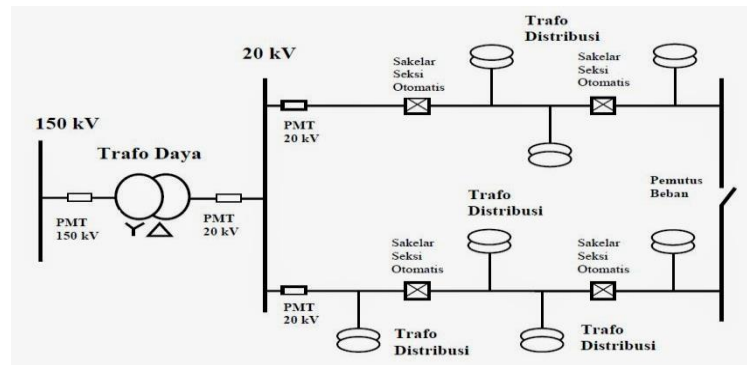 Trafo
Distribusi
20 kV
Sakelar
Seksi
Otomatis
Sakelar
Seksi
Otomatis
150 kV
PMT
20 kV
Trafo Daya
Trafo
Distribusi
Pemutus
Beban
PMT
150 kV
PMT
20 kV
Sakelar
Seksi
Otomatis
Sakelar
Seksi
Otomatis
PMT
20 kV
Trafo
Distribusi
Trafo
Distribusi